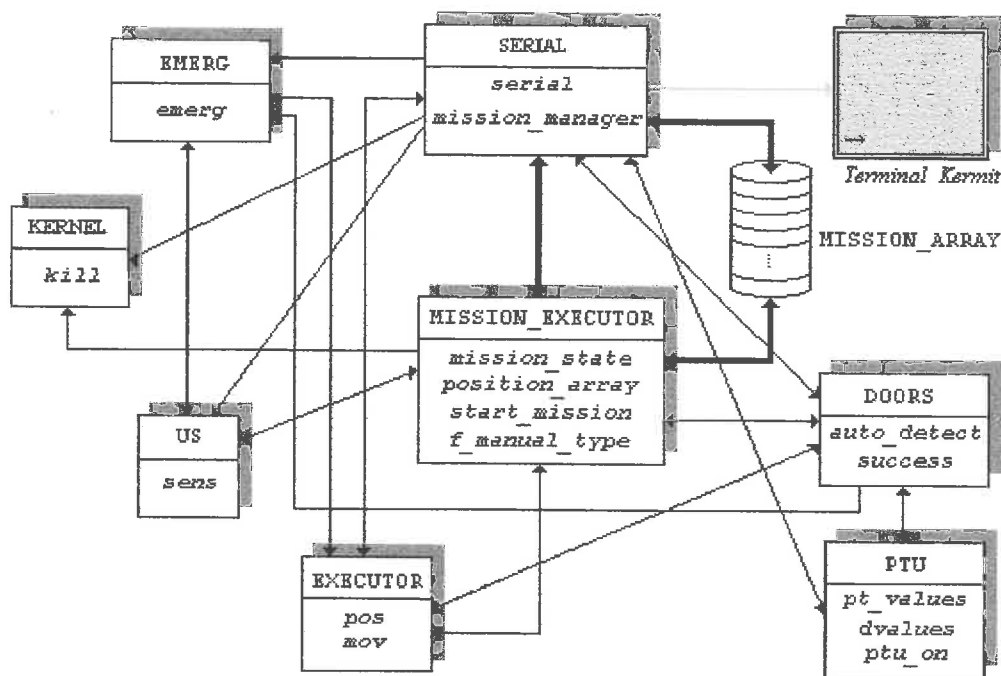 SERIAL
serial
mission_manager
EMERG
emerg
Terminal Kermit
KERNEL
kill
MISSION_ARRAY
MISSION_EXECUTOR
mission_state
position_array
start_mission
f_manual_type
DOORS
auto_detect
success
US
sens
EXECUTOR
pos
mov
PTU
pt_values
dvalues
ptu_on